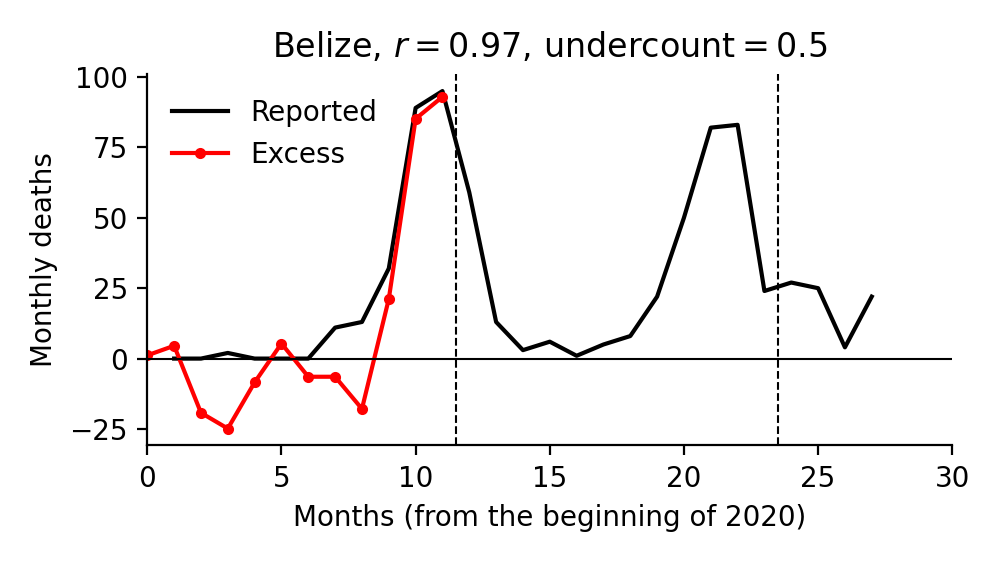 Belize, r = 0.97, undercount = 0.5
100
75
50
25
0
−25
Monthly deaths
Reported
Excess
0 5 10 15 20 25 30
Months (from the beginning of 2020)